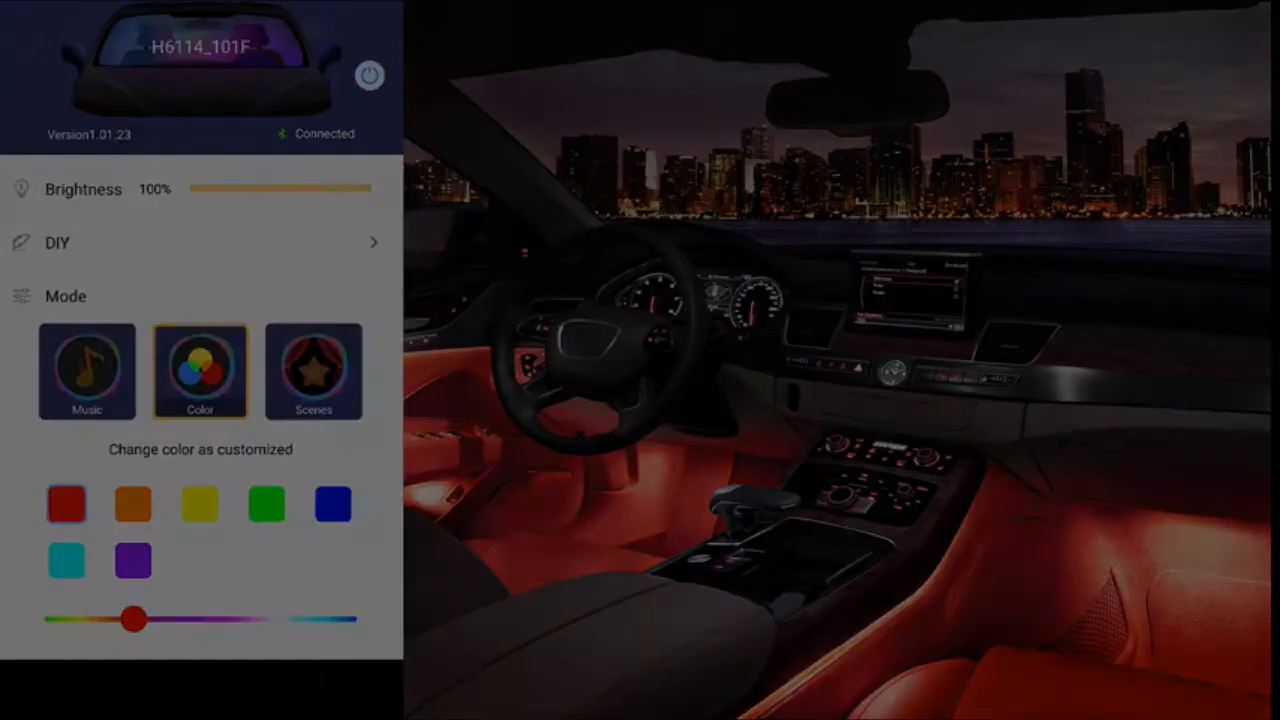 H6114_101F
Version1.01.23
Connected
Brightness 100%
DIY
Mode
Music
Color
Scenes
Change color as customized